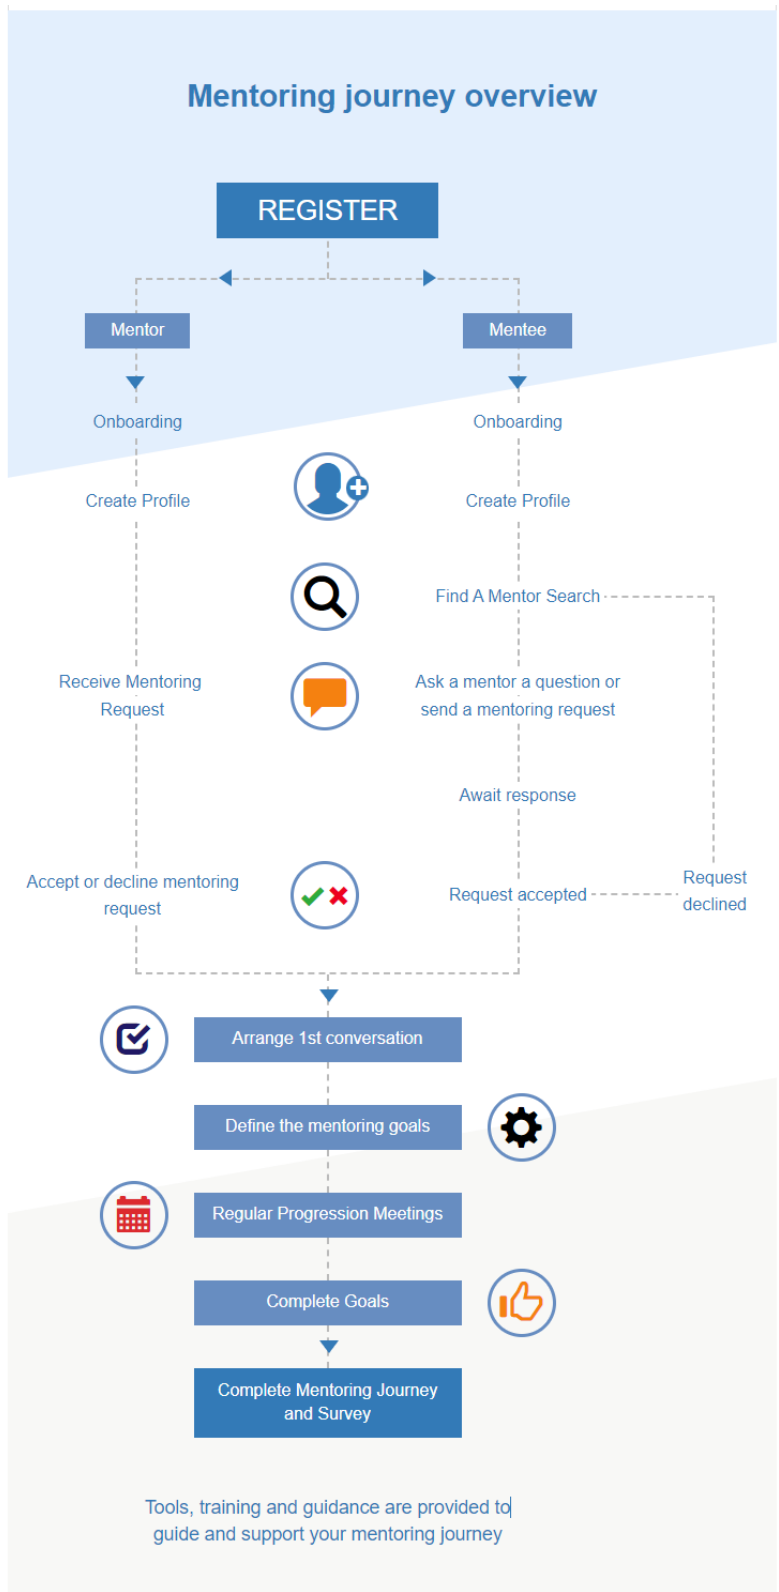 Mentoring journey overview
REGISTER
Mentor
Mentee
Onboarding
Onboarding
Create Profile
Create Profile
Find A Mentor Search
Receive Mentoring
Request
Ask a mentor a question or
send a mentoring request
Await response
Accept or decline mentoring
request
Request accepted
Request
declined
Arrange 1st conversation
Define the mentoring goals
Regular Progression Meetings
Complete Goals
Complete Mentoring Journey
and Survey
Tools, training and guidance are provided to
guide and support your mentoring journey